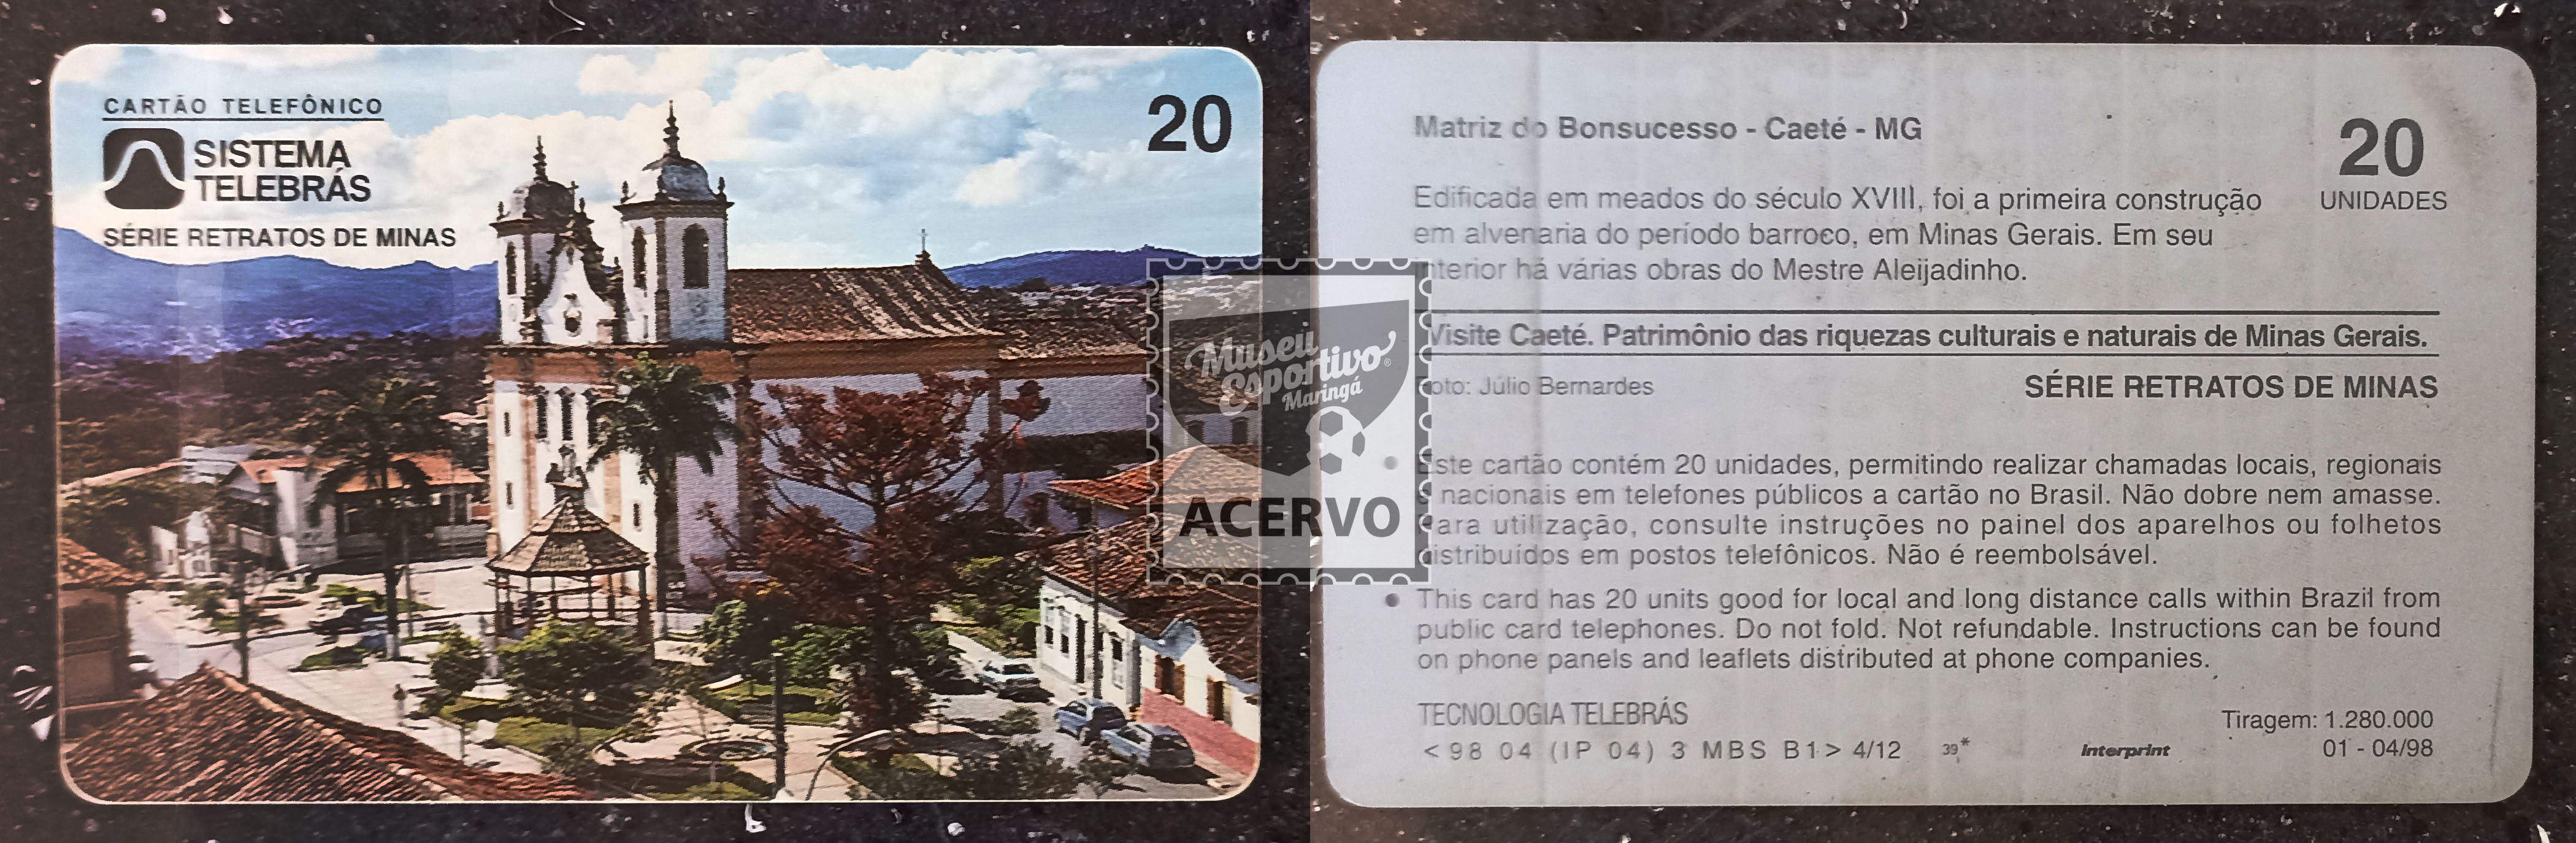 CARTÃO TELEFÔNICO
SISTEMA
TELEBRÁS
SÉRIE RETRATOS DE MINAS
20
Matriz do Bonsucesso - Caeté - MG
20
UNIDADES
Edificada em meados do século XVIII, foi a primeira construção
em alvenaria do período barroco, em Minas Gerais. Em seu
interior há várias obras do Mestre Aleijadinho.
Visite Caeté. Patrimônio das riquezas culturais e naturais de Minas Gerais.
Foto: Júlio Bernardes
SÉRIE RETRATOS DE MINAS
• Este cartão contém 20 unidades, permitindo realizar chamadas locais, regionais
e nacionais em telefones públicos a cartão no Brasil. Não dobre nem amasse.
Para utilização, consulte instruções no painel dos aparelhos ou folhetos
distribuídos em postos telefônicos. Não é reembolsável.
• This card has 20 units good for local and long distance calls within Brazil from
public card telephones. Do not fold. Not refundable. Instructions can be found
on phone panels and leaflets distributed at phone companies.
TECNOLOGIA TELEBRÁS
< 98 04 (IP 04) 3 MBS B1 > 4/12
39*
Interprint
Tiragem: 1.280.000
01 - 04/98
Museu
Esportivo®
Maringá
ACERVO